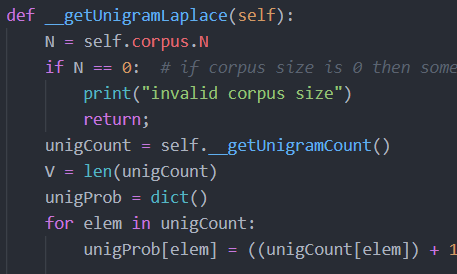 def __getUnigramLaplace(self):
N = self.corpus.N
if N == 0: # if corpus size is 0 then some
print("invalid corpus size")
return;
unigCount = self.__getUnigramCount()
V = len(unigCount)
unigProb = dict()
for elem in unigCount:
unigProb[elem] = ((unigCount[elem]) + 1